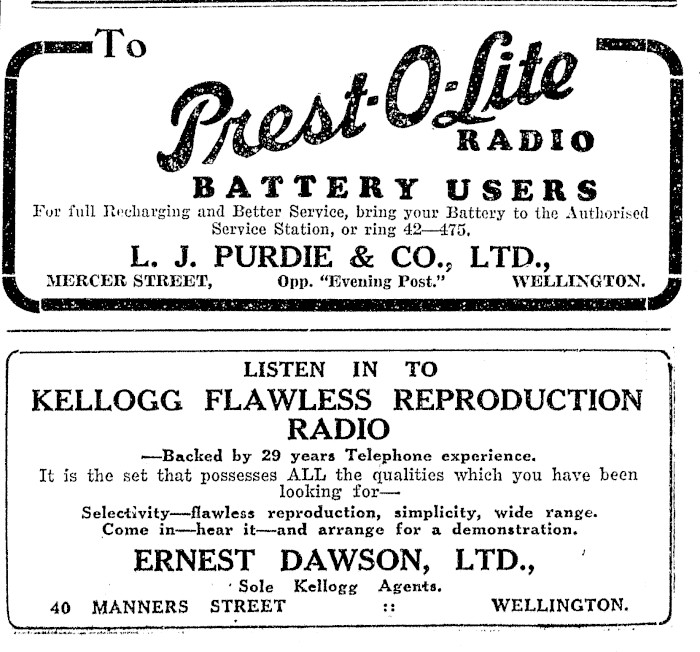 To
Prest-O-Lite
RADIO
BATTERY USERS
For full Recharging and Better Service, bring your Battery to the Authorised
Service Station, or ring 42—475.
L. J. PURDIE & CO., LTD.,
MERCER STREET, Opp. "Evening Post." WELLINGTON.
LISTEN IN TO
KELLOGG FLAWLESS REPRODUCTION
RADIO
—Backed by 29 years Telephone experience.
It is the set that possesses ALL the qualities which you have been
looking for—
Selectivity—flawless reproduction, simplicity, wide range.
Come in—hear it—and arrange for a demonstration.
ERNEST DAWSON, LTD.,
Sole Kellogg Agents.
40 MANNERS STREET :: WELLINGTON.